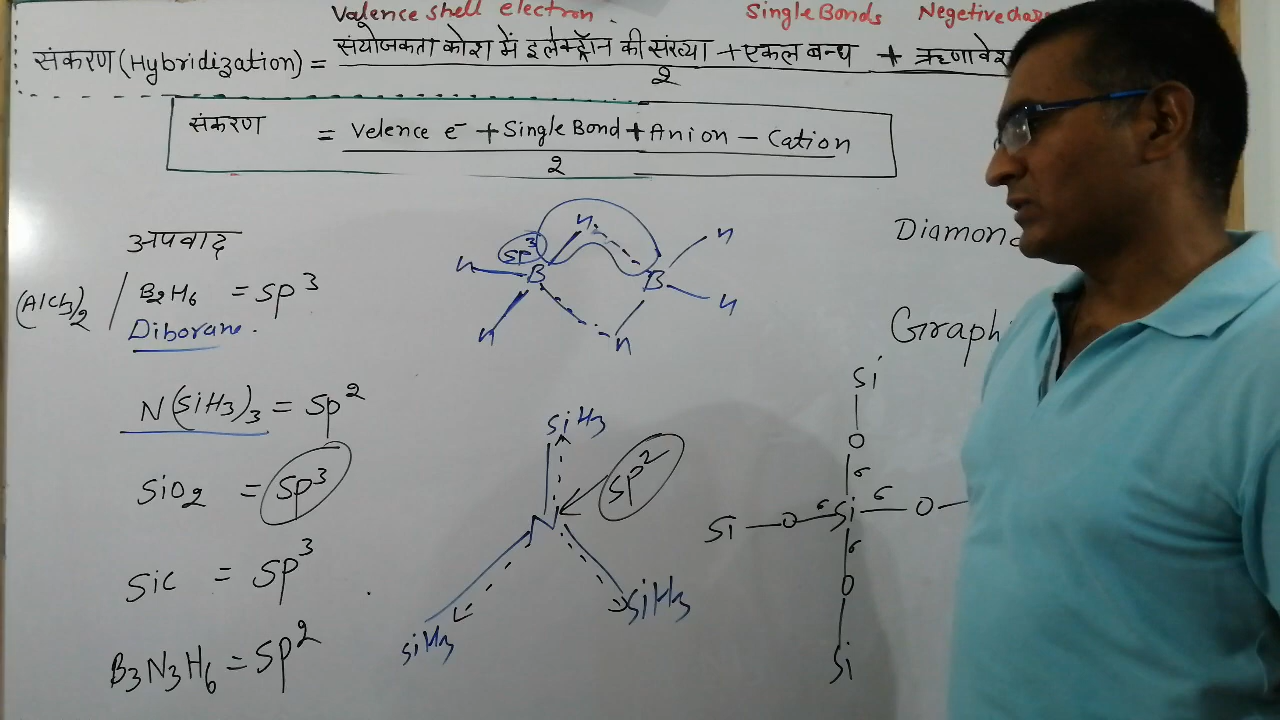 Valence shell electron. Single Bonds Negetive
संकरण (Hybridization) = संयोजकता कोश में इलेक्ट्रॉन की संख्या + एकल बन्ध + ऋणावेश
2
संकरण = Velence e⁻ + Single Bond + Anion - Cation
2
अपवाद
(AlCl3)2 / B2H6 = SP³
Diborane.
N(SiH3)3 = SP²
SiO2 = SP³
SiC = SP³
B3N3H6 = SP²
H H
SP³
H B B
H H H
SiH3
SP²
N
SiH3 SiH3
Diamon
Graph
Si
O
σ
Si O σ Si σ O
σ
O
Si